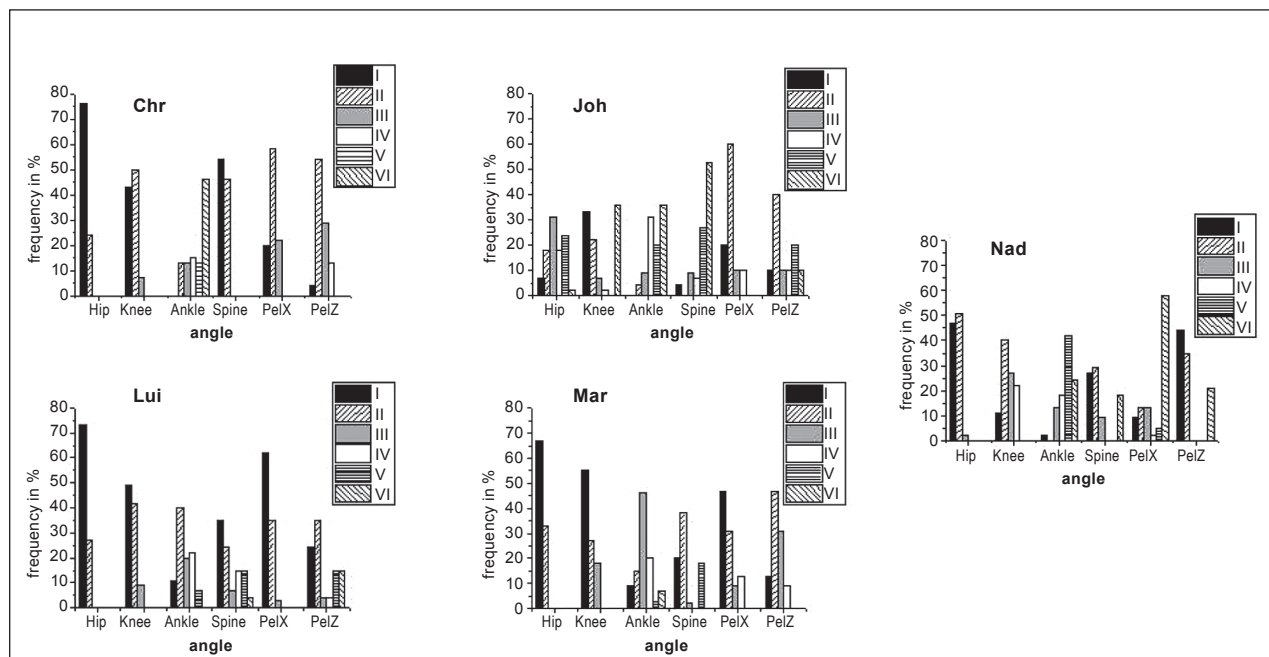 Chr
I
II
III
IV
V
VI
frequency in %
80
70
60
50
40
30
20
10
0
Hip Knee Ankle Spine PelX PelZ
angle
Joh
I
II
III
IV
V
VI
frequency in %
80
70
60
50
40
30
20
10
0
Hip Knee Ankle Spine PelX PelZ
angle
Nad
I
II
III
IV
V
VI
frequency in %
80
70
60
50
40
30
20
10
0
Hip Knee Ankle Spine PelX PelZ
angle
Lui
I
II
III
IV
V
VI
frequency in %
80
70
60
50
40
30
20
10
0
Hip Knee Ankle Spine PelX PelZ
angle
Mar
I
II
III
IV
V
VI
frequency in %
80
70
60
50
40
30
20
10
0
Hip Knee Ankle Spine PelX PelZ
angle